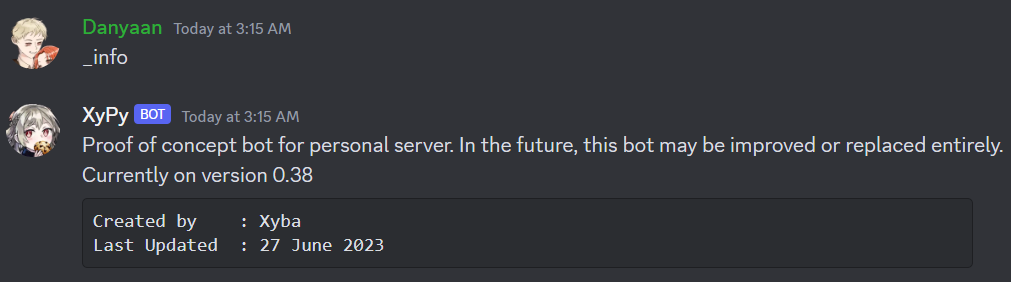 Danyaan Today at 3:15 AM
_info
XyPy BOT Today at 3:15 AM
Proof of concept bot for personal server. In the future, this bot may be improved or replaced entirely.
Currently on version 0.38
Created by    : Xyba
Last Updated  : 27 June 2023